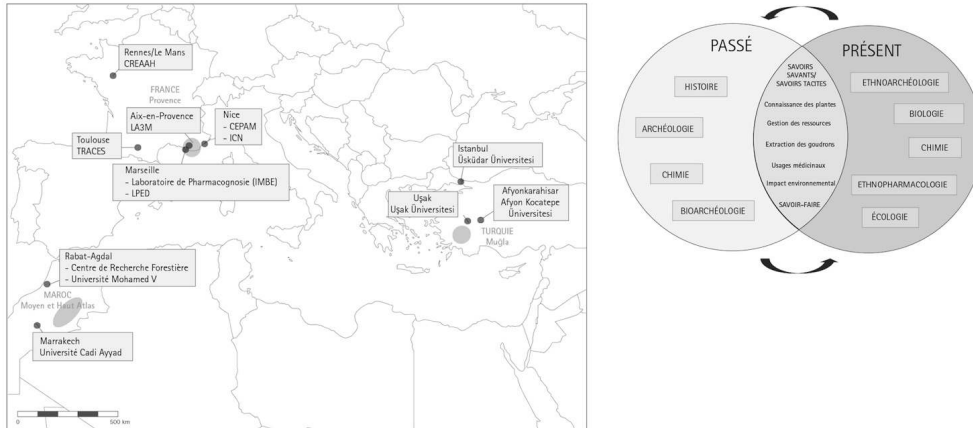 Rennes/Le Mans
CREAAH
FRANCE
Provence
Aix-en-Provence
LA3M
Nice
- CEPAM
- ICN
Toulouse
TRACES
Marseille
- Laboratoire de Pharmacognosie (IMBE)
- LPED
Istanbul
Üsküdar Üniversitesi
Uşak
Uşak Üniversitesi
Afyonkarahisar
Afyon Kocatepe
Üniversitesi
TURQUIE
Muğla
Rabat-Agdal
- Centre de Recherche Forestière
- Université Mohamed V
MAROC
Moyen et Haut Atlas
Marrakech
Université Cadi Ayyad
0
500 km
PASSÉ
PRÉSENT
HISTOIRE
ARCHÉOLOGIE
CHIMIE
BIOARCHÉOLOGIE
SAVOIRS
SAVANTS/
SAVOIRS TACITES
Connaissance des plantes
Gestion des ressources
Extraction des goudrons
Usages médicinaux
Impact environnemental
SAVOIR-FAIRE
ETHNOARCHÉOLOGIE
BIOLOGIE
CHIMIE
ETHNOPHARMACOLOGIE
ÉCOLOGIE